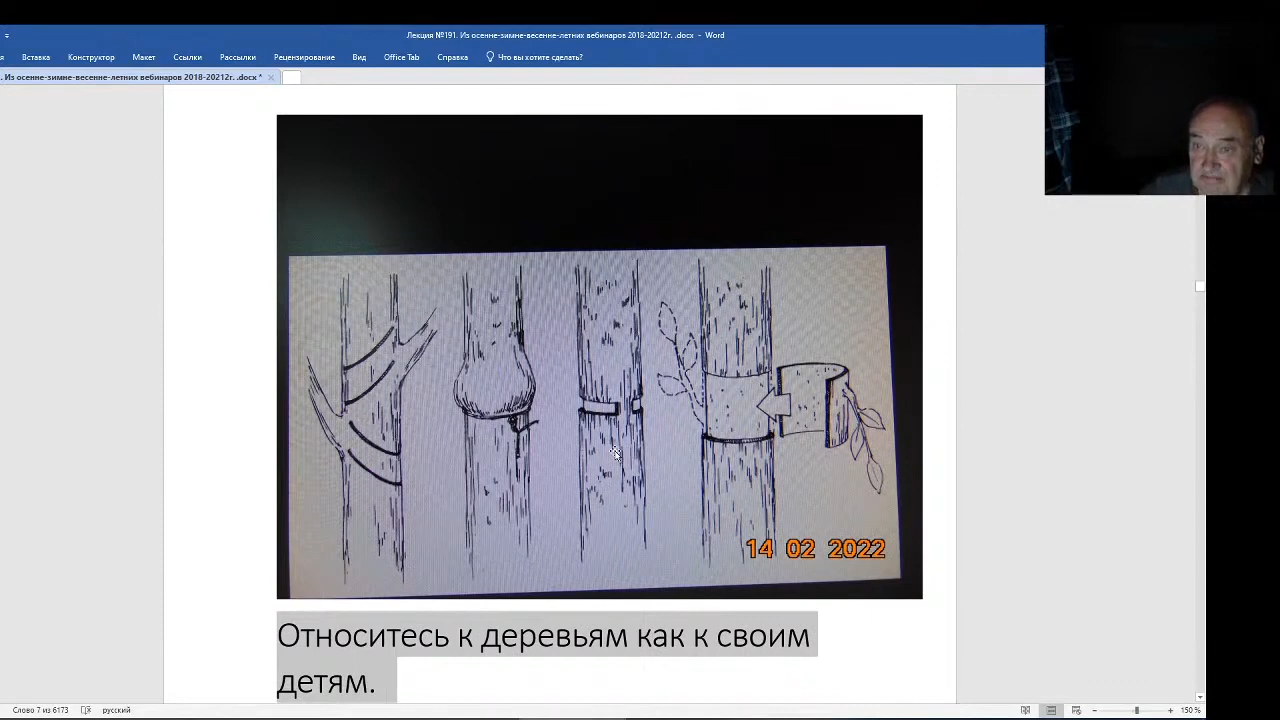 Лекция №191. Из осенне-зимне-весенне-летних вебинаров 2018-20212г. .docx - Word
Вставка Конструктор Макет Ссылки Рассылки Рецензирование Вид Office Tab Справка Что вы хотите сделать?
. Из осенне-зимне-весенне-летних вебинаров 2018-20212г. .docx *
14 02 2022
Относитесь к деревьям как к своим
детям.
Слово 7 из 6173 русский 150 %